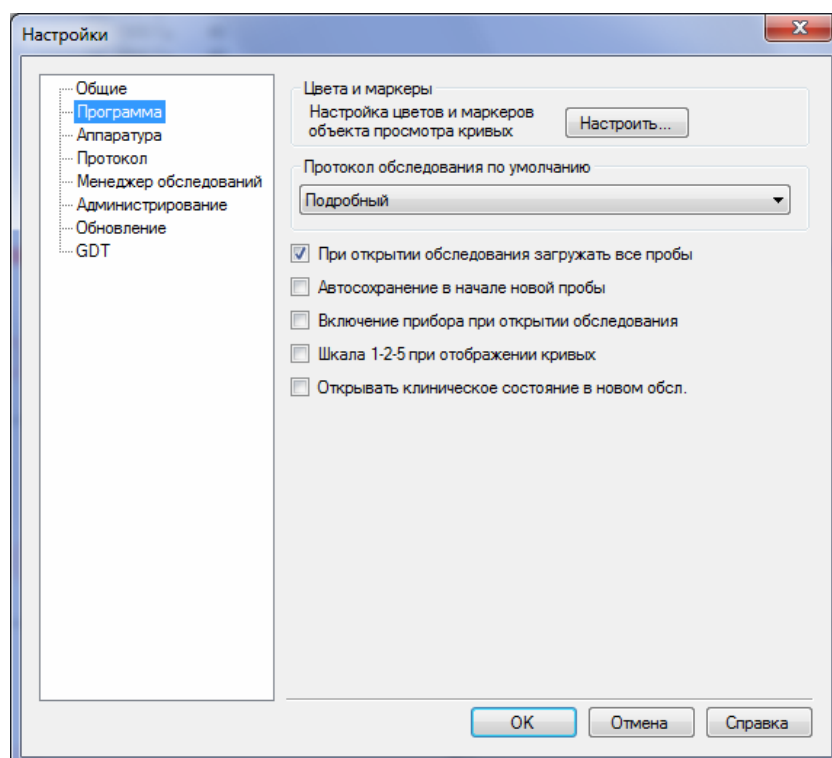 Настройки
Общие
Программа
Аппаратура
Протокол
Менеджер обследований
Администрирование
Обновление
GDT
Цвета и маркеры
Настройка цветов и маркеров
объекта просмотра кривых
Настроить...
Протокол обследования по умолчанию
Подробный
При открытии обследования загружать все пробы
Автосохранение в начале новой пробы
Включение прибора при открытии обследования
Шкала 1-2-5 при отображении кривых
Открывать клиническое состояние в новом обсл.
OK
Отмена
Справка